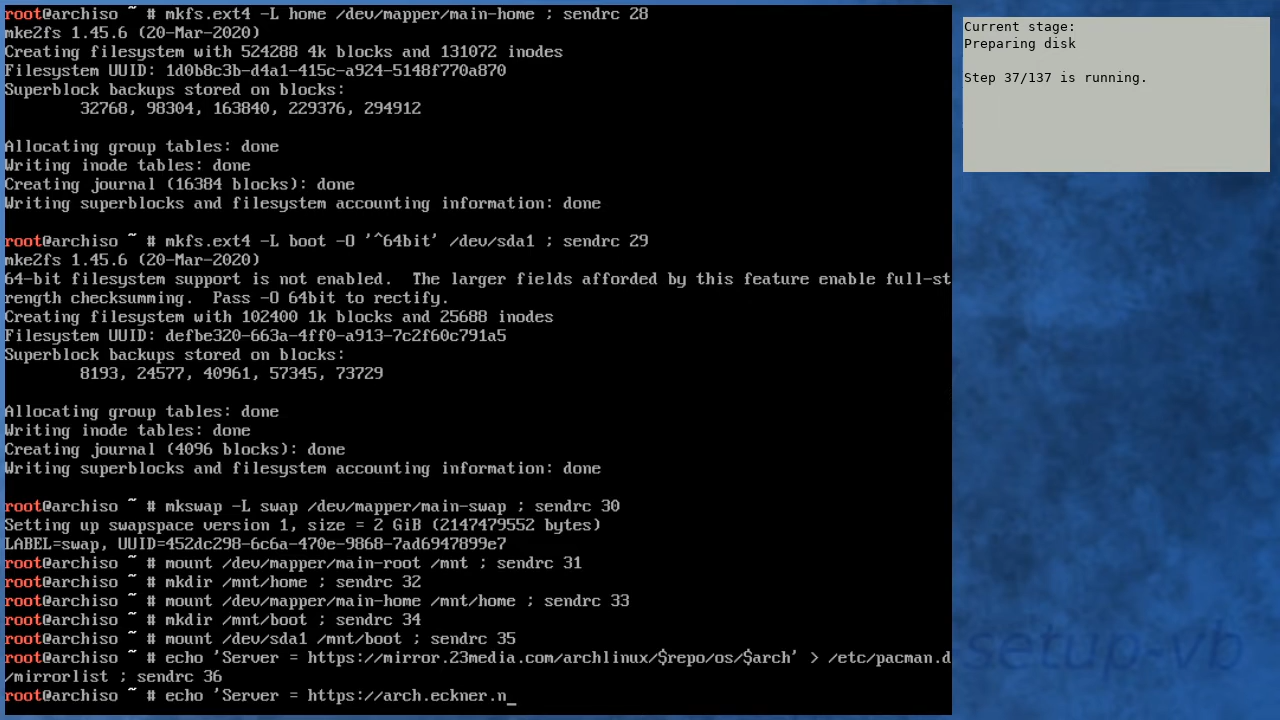 root@archiso ~ # mkfs.ext4 -L home /dev/mapper/main-home ; sendrc 28
mke2fs 1.45.6 (20-Mar-2020)
Creating filesystem with 524288 4k blocks and 131072 inodes
Filesystem UUID: 1d0b8c3b-d4a1-415c-a924-5148f770a870
Superblock backups stored on blocks:
        32768, 98304, 163840, 229376, 294912

Allocating group tables: done
Writing inode tables: done
Creating journal (16384 blocks): done
Writing superblocks and filesystem accounting information: done

root@archiso ~ # mkfs.ext4 -L boot -O '^64bit' /dev/sda1 ; sendrc 29
mke2fs 1.45.6 (20-Mar-2020)
64-bit filesystem support is not enabled.  The larger fields afforded by this feature enable full-st
rength checksumming.  Pass -O 64bit to rectify.
Creating filesystem with 102400 1k blocks and 25688 inodes
Filesystem UUID: defbe320-663a-4ff0-a913-7c2f60c791a5
Superblock backups stored on blocks:
        8193, 24577, 40961, 57345, 73729

Allocating group tables: done
Writing inode tables: done
Creating journal (4096 blocks): done
Writing superblocks and filesystem accounting information: done

root@archiso ~ # mkswap -L swap /dev/mapper/main-swap ; sendrc 30
Setting up swapspace version 1, size = 2 GiB (2147479552 bytes)
LABEL=swap, UUID=452dc298-6c6a-470e-9868-7ad6947899e7
root@archiso ~ # mount /dev/mapper/main-root /mnt ; sendrc 31
root@archiso ~ # mkdir /mnt/home ; sendrc 32
root@archiso ~ # mount /dev/mapper/main-home /mnt/home ; sendrc 33
root@archiso ~ # mkdir /mnt/boot ; sendrc 34
root@archiso ~ # mount /dev/sda1 /mnt/boot ; sendrc 35
root@archiso ~ # echo 'Server = https://mirror.23media.com/archlinux/$repo/os/$arch' > /etc/pacman.d
/mirrorlist ; sendrc 36
root@archiso ~ # echo 'Server = https://arch.eckner.n_
Current stage:
Preparing disk

Step 37/137 is running.
setup-vb